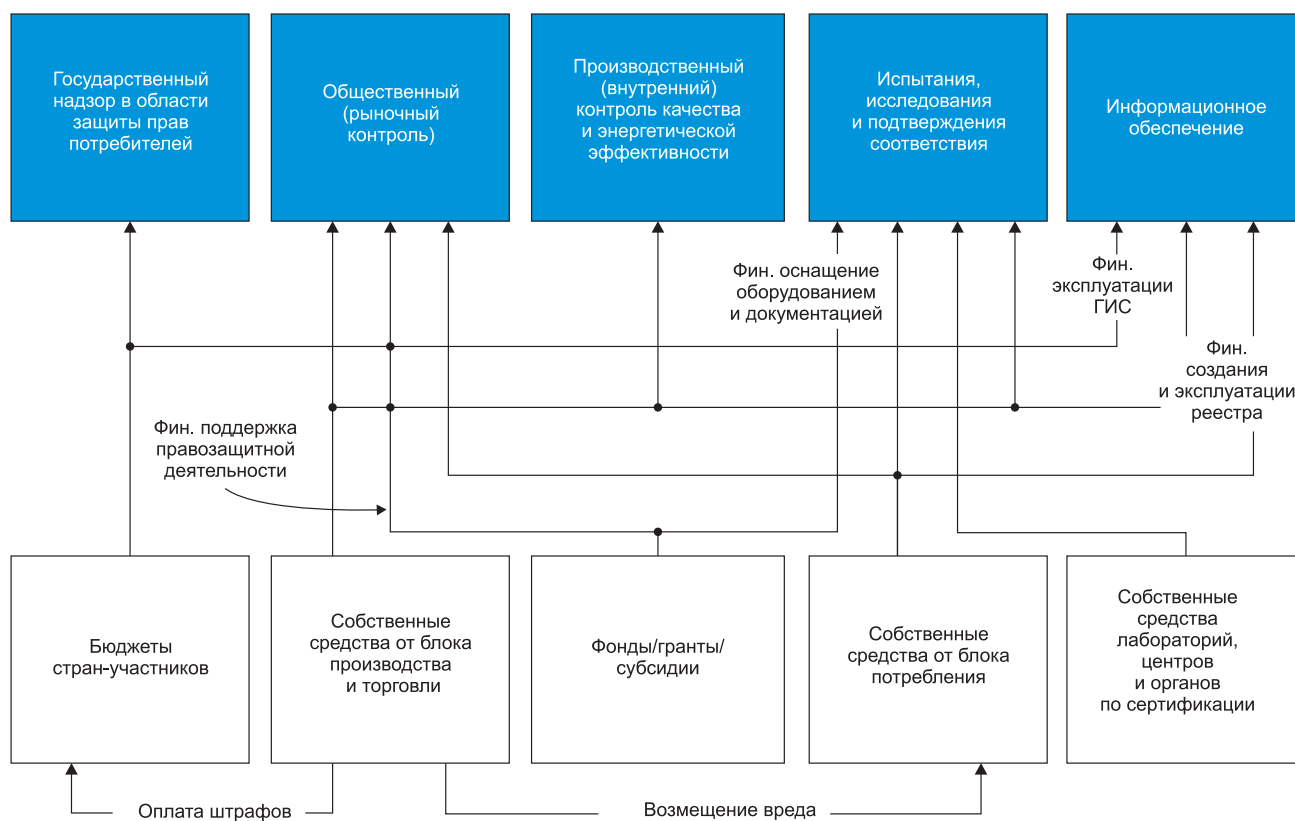 Государственный
надзор в области
защиты прав
потребителей
Общественный
(рыночный
контроль)
Производственный
(внутренний)
контроль качества
и энергетической
эффективности
Испытания,
исследования
и подтверждения
соответствия
Информационное
обеспечение
Фин. оснащение
оборудованием
и документацией
Фин.
эксплуатации
ГИС
Фин.
создания
и эксплуатации
реестра
Фин. поддержка
правозащитной
деятельности
Бюджеты
стран-участников
Собственные
средства от блока
производства
и торговли
Фонды/гранты/
субсидии
Собственные
средства от блока
потребления
Собственные
средства
лабораторий,
центров
и органов
по сертификации
Оплата штрафов
Возмещение вреда